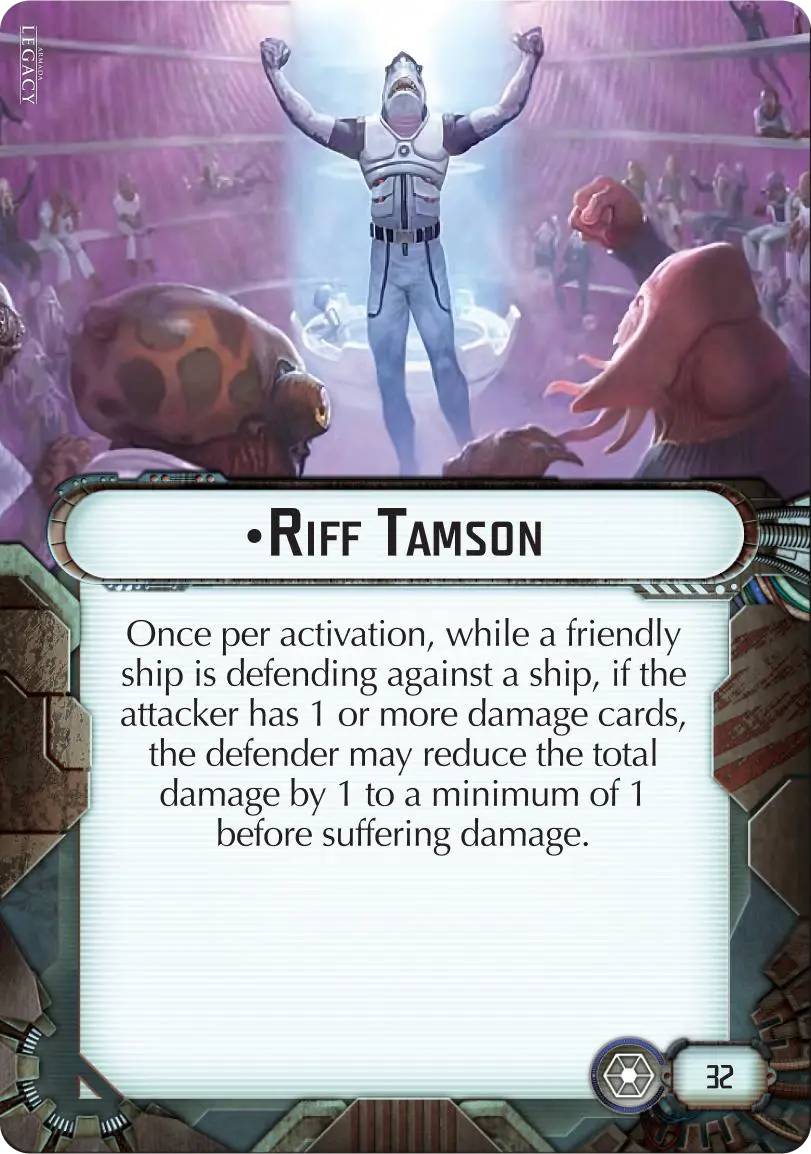 ARMADA
LEGACY
•RIFF TAMSON
Once per activation, while a friendly
ship is defending against a ship, if the
attacker has 1 or more damage cards,
the defender may reduce the total
damage by 1 to a minimum of 1
before suffering damage.
32